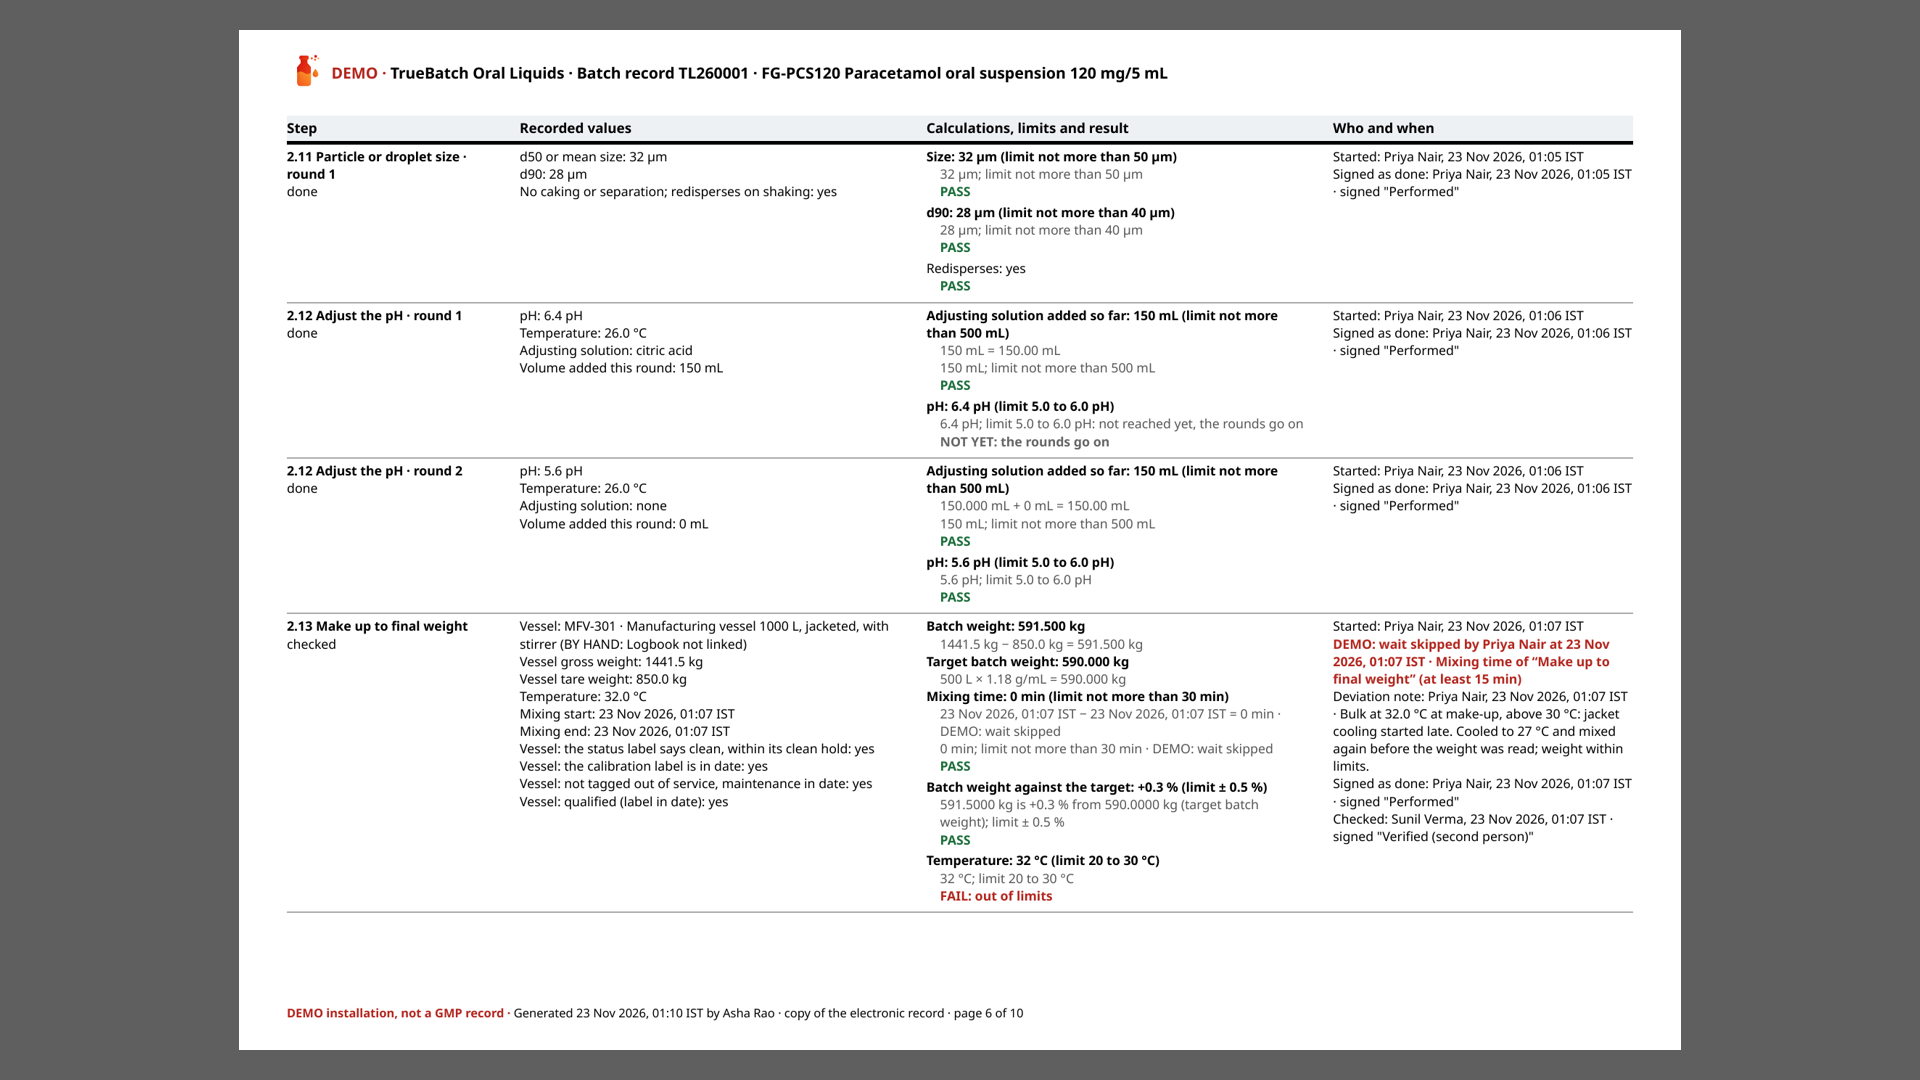 DEMO · TrueBatch Oral Liquids · Batch record TL260001 · FG-PCS120 Paracetamol oral suspension 120 mg/5 mL
Step
Recorded values
Calculations, limits and result
Who and when
2.11 Particle or droplet size ·
round 1
done
d50 or mean size: 32 µm
d90: 28 µm
No caking or separation; redisperses on shaking: yes
Size: 32 µm (limit not more than 50 µm)
32 µm; limit not more than 50 µm
PASS
d90: 28 µm (limit not more than 40 µm)
28 µm; limit not more than 40 µm
PASS
Redisperses: yes
PASS
Started: Priya Nair, 23 Nov 2026, 01:05 IST
Signed as done: Priya Nair, 23 Nov 2026, 01:05 IST
· signed "Performed"
2.12 Adjust the pH · round 1
done
pH: 6.4 pH
Temperature: 26.0 °C
Adjusting solution: citric acid
Volume added this round: 150 mL
Adjusting solution added so far: 150 mL (limit not more
than 500 mL)
150 mL = 150.00 mL
150 mL; limit not more than 500 mL
PASS
pH: 6.4 pH (limit 5.0 to 6.0 pH)
6.4 pH; limit 5.0 to 6.0 pH: not reached yet, the rounds go on
NOT YET: the rounds go on
Started: Priya Nair, 23 Nov 2026, 01:06 IST
Signed as done: Priya Nair, 23 Nov 2026, 01:06 IST
· signed "Performed"
2.12 Adjust the pH · round 2
done
pH: 5.6 pH
Temperature: 26.0 °C
Adjusting solution: none
Volume added this round: 0 mL
Adjusting solution added so far: 150 mL (limit not more
than 500 mL)
150.000 mL + 0 mL = 150.00 mL
150 mL; limit not more than 500 mL
PASS
pH: 5.6 pH (limit 5.0 to 6.0 pH)
5.6 pH; limit 5.0 to 6.0 pH
PASS
Started: Priya Nair, 23 Nov 2026, 01:06 IST
Signed as done: Priya Nair, 23 Nov 2026, 01:06 IST
· signed "Performed"
2.13 Make up to final weight
checked
Vessel: MFV-301 · Manufacturing vessel 1000 L, jacketed, with
stirrer (BY HAND: Logbook not linked)
Vessel gross weight: 1441.5 kg
Vessel tare weight: 850.0 kg
Temperature: 32.0 °C
Mixing start: 23 Nov 2026, 01:07 IST
Mixing end: 23 Nov 2026, 01:07 IST
Vessel: the status label says clean, within its clean hold: yes
Vessel: the calibration label is in date: yes
Vessel: not tagged out of service, maintenance in date: yes
Vessel: qualified (label in date): yes
Batch weight: 591.500 kg
1441.5 kg − 850.0 kg = 591.500 kg
Target batch weight: 590.000 kg
500 L × 1.18 g/mL = 590.000 kg
Mixing time: 0 min (limit not more than 30 min)
23 Nov 2026, 01:07 IST − 23 Nov 2026, 01:07 IST = 0 min ·
DEMO: wait skipped
0 min; limit not more than 30 min · DEMO: wait skipped
PASS
Batch weight against the target: +0.3 % (limit ± 0.5 %)
591.5000 kg is +0.3 % from 590.0000 kg (target batch
weight); limit ± 0.5 %
PASS
Temperature: 32 °C (limit 20 to 30 °C)
32 °C; limit 20 to 30 °C
FAIL: out of limits
Started: Priya Nair, 23 Nov 2026, 01:07 IST
DEMO: wait skipped by Priya Nair at 23 Nov
2026, 01:07 IST · Mixing time of “Make up to
final weight” (at least 15 min)
Deviation note: Priya Nair, 23 Nov 2026, 01:07 IST
· Bulk at 32.0 °C at make-up, above 30 °C: jacket
cooling started late. Cooled to 27 °C and mixed
again before the weight was read; weight within
limits.
Signed as done: Priya Nair, 23 Nov 2026, 01:07 IST
· signed "Performed"
Checked: Sunil Verma, 23 Nov 2026, 01:07 IST ·
signed "Verified (second person)"
DEMO installation, not a GMP record · Generated 23 Nov 2026, 01:10 IST by Asha Rao · copy of the electronic record · page 6 of 10